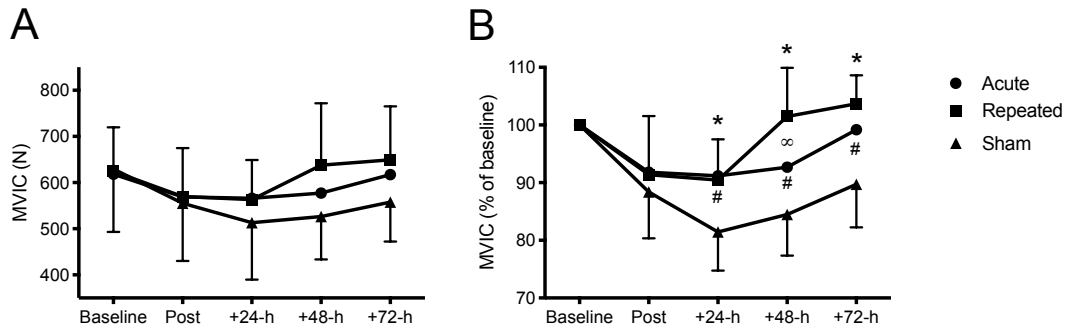 A
MVIC (N)
800
700
600
500
400
Baseline Post +24-h +48-h +72-h
B
MVIC (% of baseline)
110
100
90
80
70
* * *
∞
# # #
Baseline Post +24-h +48-h +72-h
Acute
Repeated
Sham